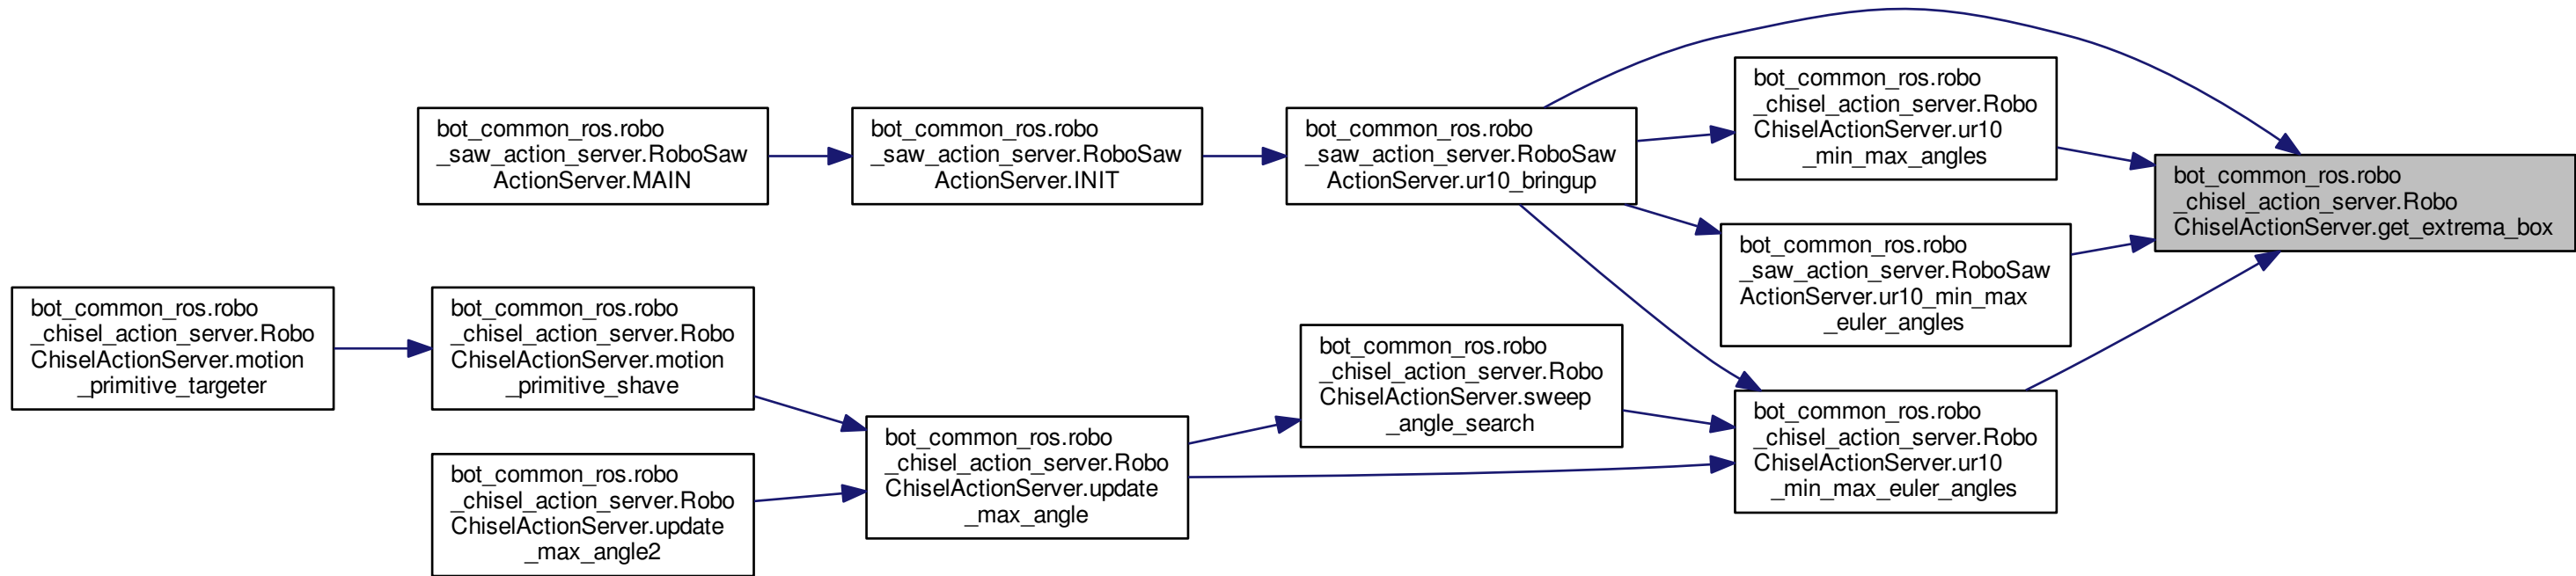 bot_common_ros.robo
_saw_action_server.RoboSaw
ActionServer.MAIN
bot_common_ros.robo
_saw_action_server.RoboSaw
ActionServer.INIT
bot_common_ros.robo
_saw_action_server.RoboSaw
ActionServer.ur10_bringup
bot_common_ros.robo
_chisel_action_server.Robo
ChiselActionServer.ur10
_min_max_angles
bot_common_ros.robo
_chisel_action_server.Robo
ChiselActionServer.get_extrema_box
bot_common_ros.robo
_saw_action_server.RoboSaw
ActionServer.ur10_min_max
_euler_angles
bot_common_ros.robo
_chisel_action_server.Robo
ChiselActionServer.motion
_primitive_targeter
bot_common_ros.robo
_chisel_action_server.Robo
ChiselActionServer.motion
_primitive_shave
bot_common_ros.robo
_chisel_action_server.Robo
ChiselActionServer.sweep
_angle_search
bot_common_ros.robo
_chisel_action_server.Robo
ChiselActionServer.ur10
_min_max_euler_angles
bot_common_ros.robo
_chisel_action_server.Robo
ChiselActionServer.update
_max_angle
bot_common_ros.robo
_chisel_action_server.Robo
ChiselActionServer.update
_max_angle2